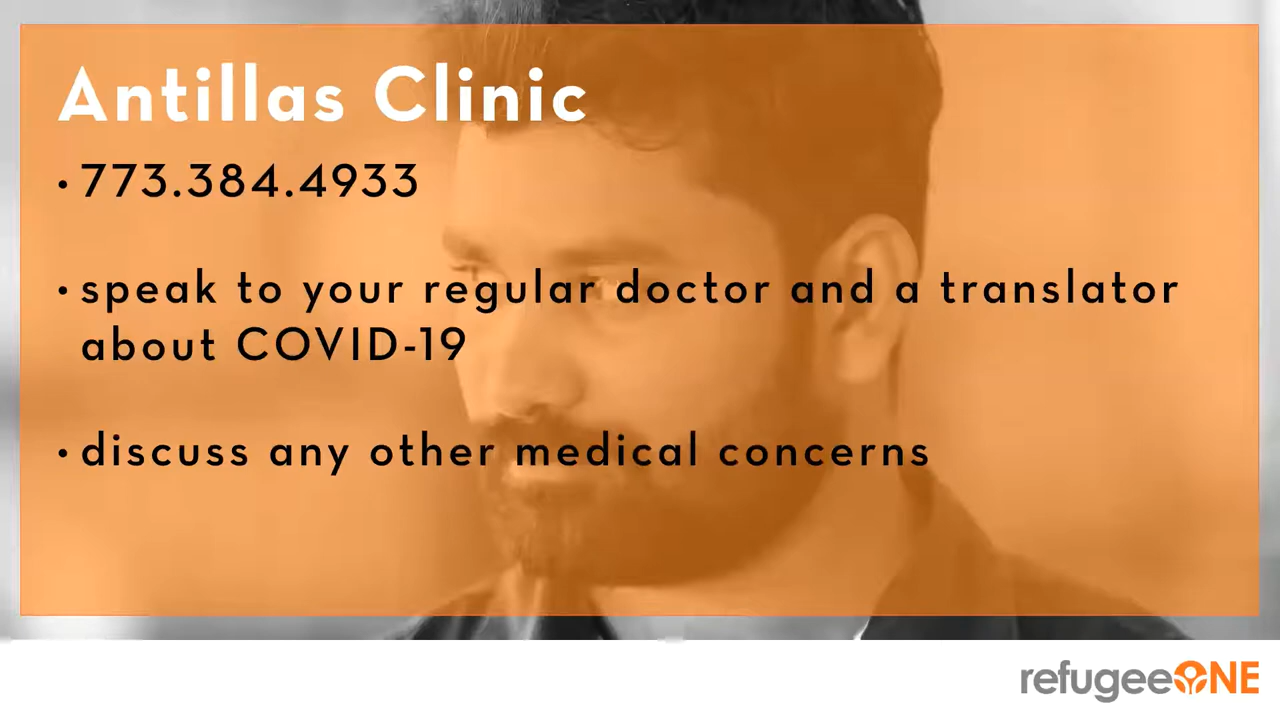 Antillas Clinic
• 773.384.4933
• speak to your regular doctor and a translator
about COVID-19
• discuss any other medical concerns
refugeeONE